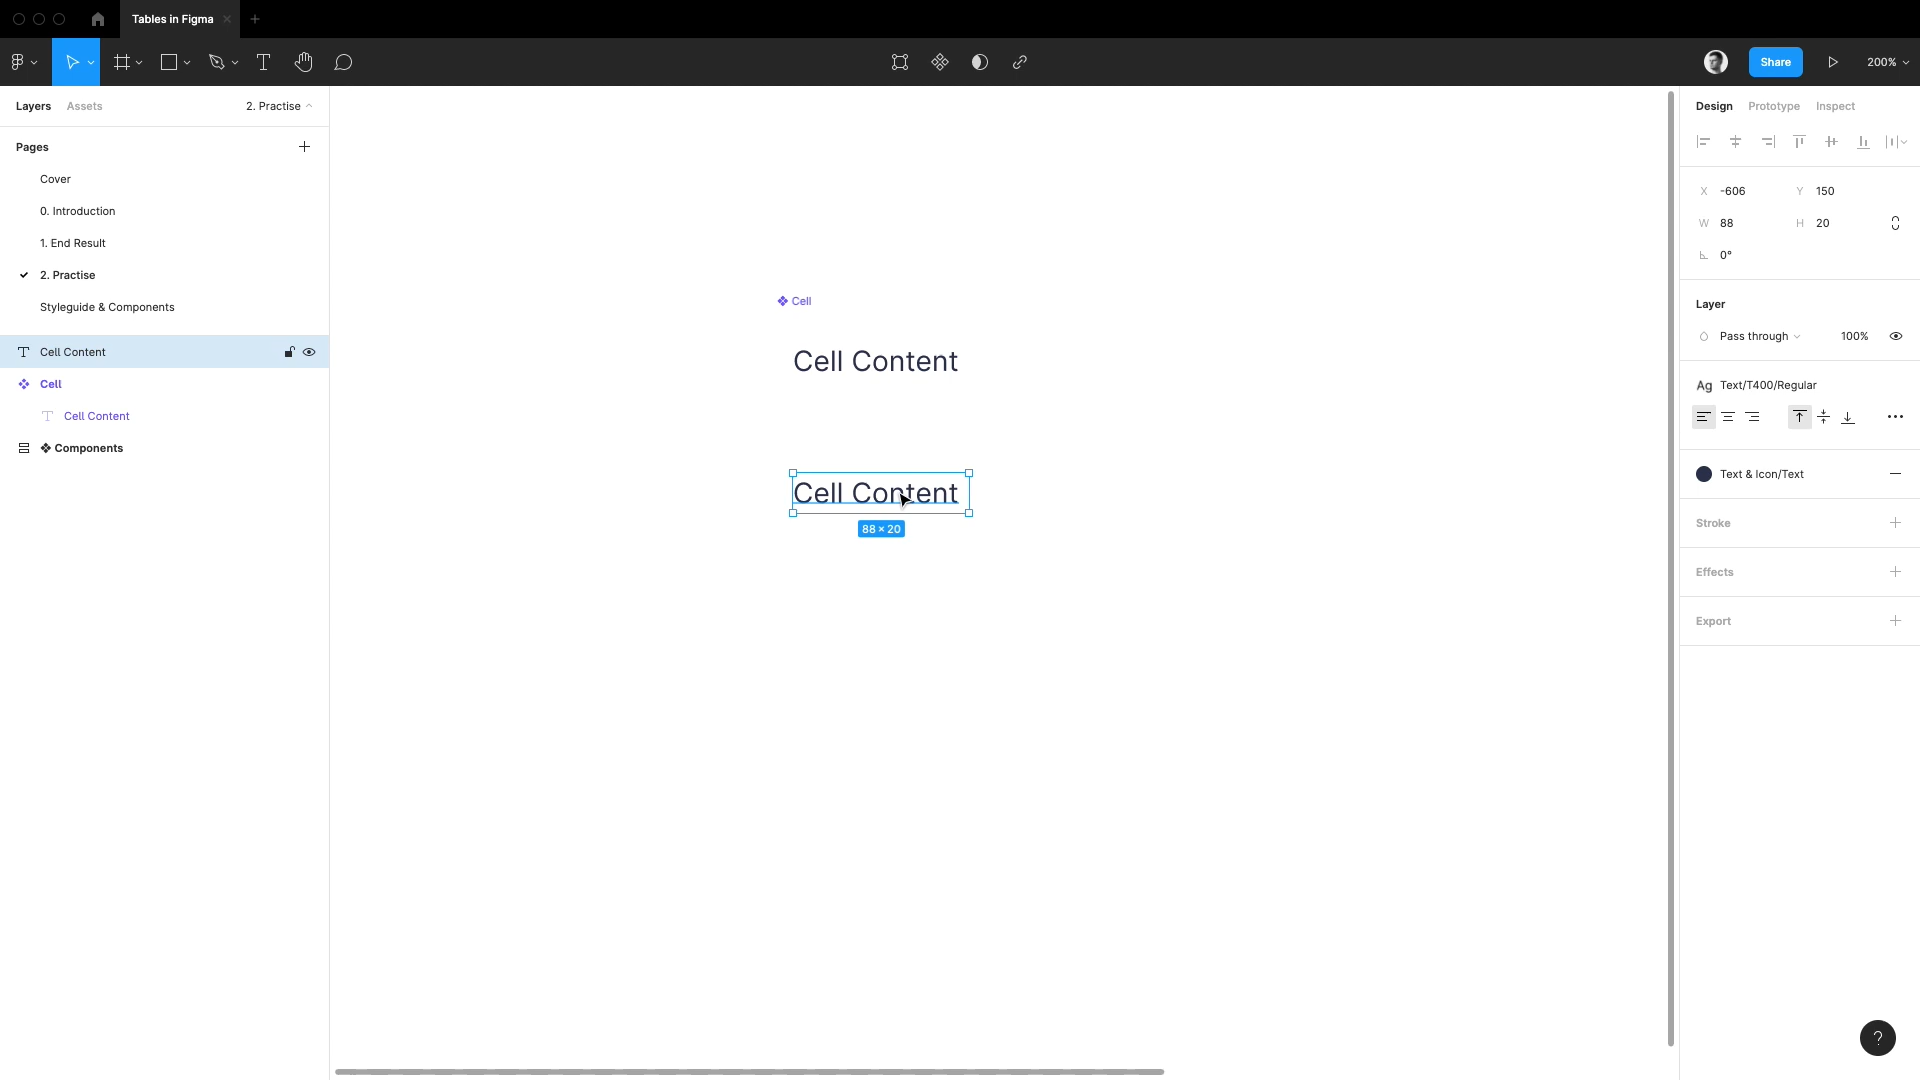 Tables in Figma
Share
200%
Layers
Assets
2. Practise
Pages
Cover
0. Introduction
1. End Result
2. Practise
Styleguide & Components
Cell Content
Cell
Cell Content
Components
Cell
Cell Content
Cell Content
88 × 20
Design
Prototype
Inspect
X -606
Y 150
W 88
H 20
0°
Layer
Pass through
100%
Ag Text/T400/Regular
Text & Icon/Text
Stroke
Effects
Export
?